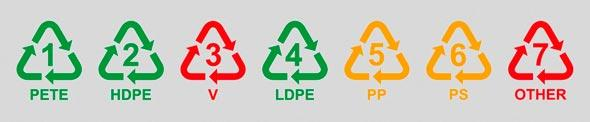 1 2 3 4 5 6 7
PETE HDPE V LDPE PP PS OTHER